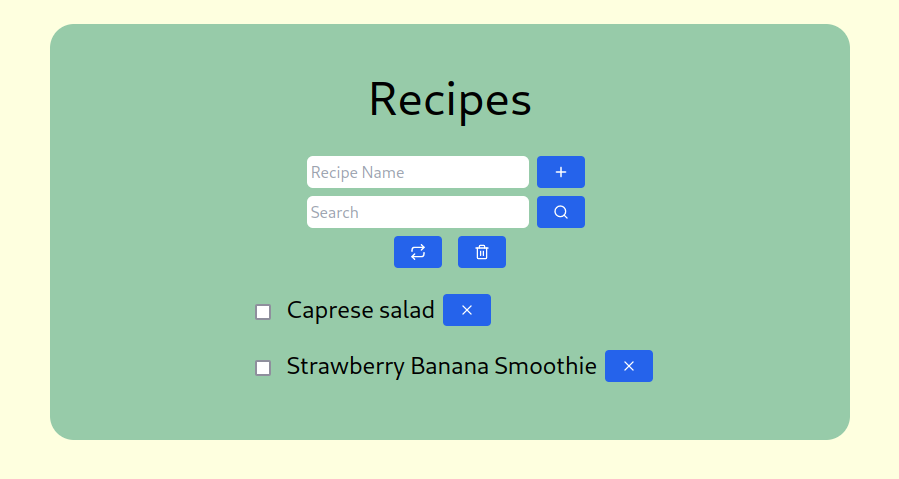 Recipes
Recipe Name
Search
Caprese salad
Strawberry Banana Smoothie